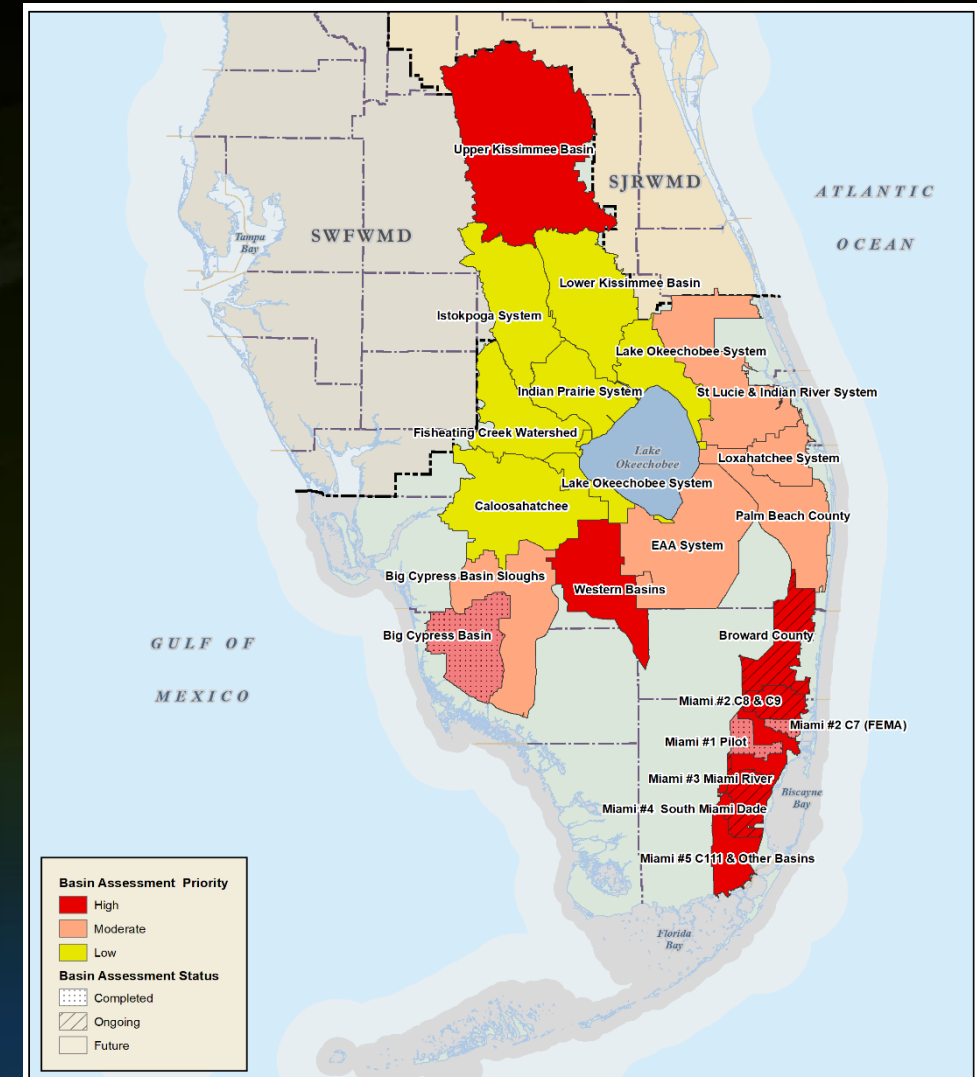 Upper Kissimmee Basin
SJRWMD
ATLANTIC
OCEAN
SWFWMD
Tampa
Bay
Lower Kissimmee Basin
Istokpoga System
Lake Okeechobee System
Indian Prairie System
St Lucie & Indian River System
Fisheating Creek Watershed
Lake
Okeechobee
Loxahatchee System
Lake Okeechobee System
Caloosahatchee
Palm Beach County
EAA System
Big Cypress Basin Sloughs
Western Basins
Big Cypress Basin
Broward County
GULF OF
MEXICO
Miami #2 C8 & C9
Miami #2 C7 (FEMA)
Miami #1 Pilot
Miami #3 Miami River
Biscayne
Bay
Miami #4 South Miami Dade
Miami #5 C111 & Other Basins
Florida
Bay
Basin Assessment Priority
High
Moderate
Low
Basin Assessment Status
Completed
Ongoing
Future